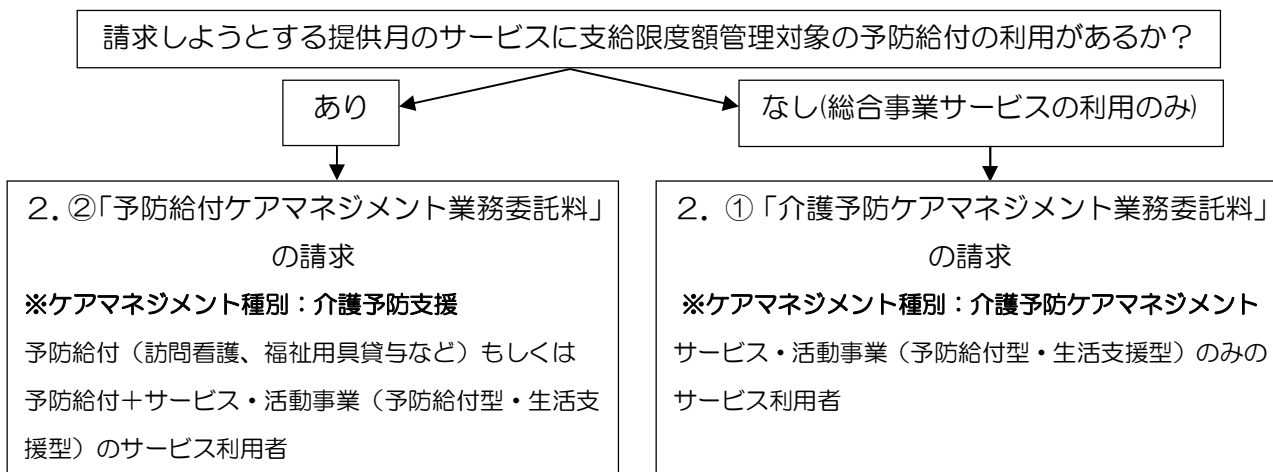 請求しようとする提供月のサービスに支給限度額管理対象の予防給付の利用があるか？
あり
なし(総合事業サービスの利用のみ)
２．②「予防給付ケアマネジメント業務委託料」
の請求
※ケアマネジメント種別：介護予防支援
予防給付（訪問看護、福祉用具貸与など）もしくは
予防給付＋サービス・活動事業（予防給付型・生活支
援型）のサービス利用者
２．①「介護予防ケアマネジメント業務委託料」
の請求
※ケアマネジメント種別：介護予防ケアマネジメント
サービス・活動事業（予防給付型・生活支援型）のみの
サービス利用者